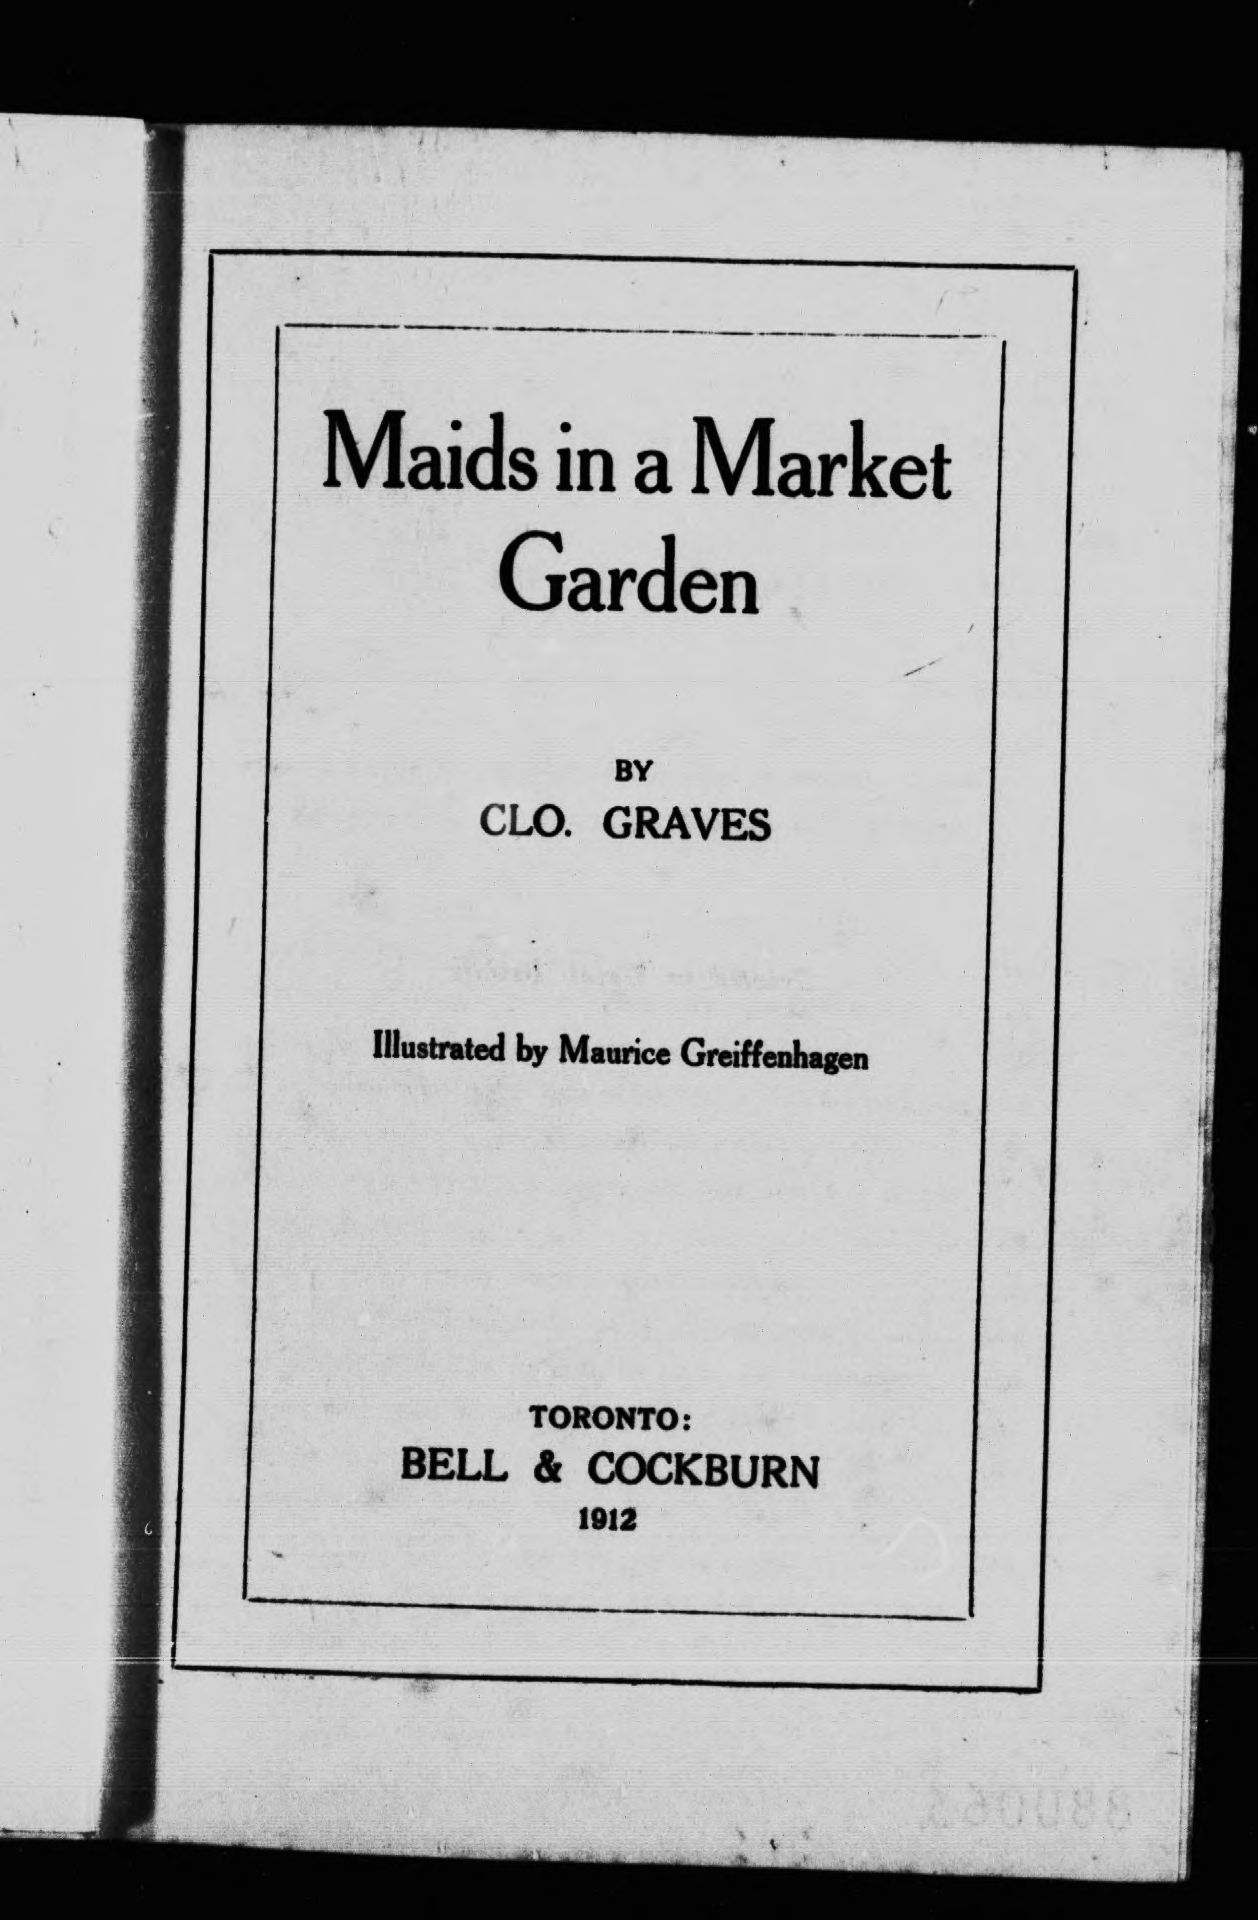 Maids in a Market
Garden
BY
CLO. GRAVES
Illustrated by Maurice Greiffenhagen
TORONTO:
BELL & COCKBURN
1912